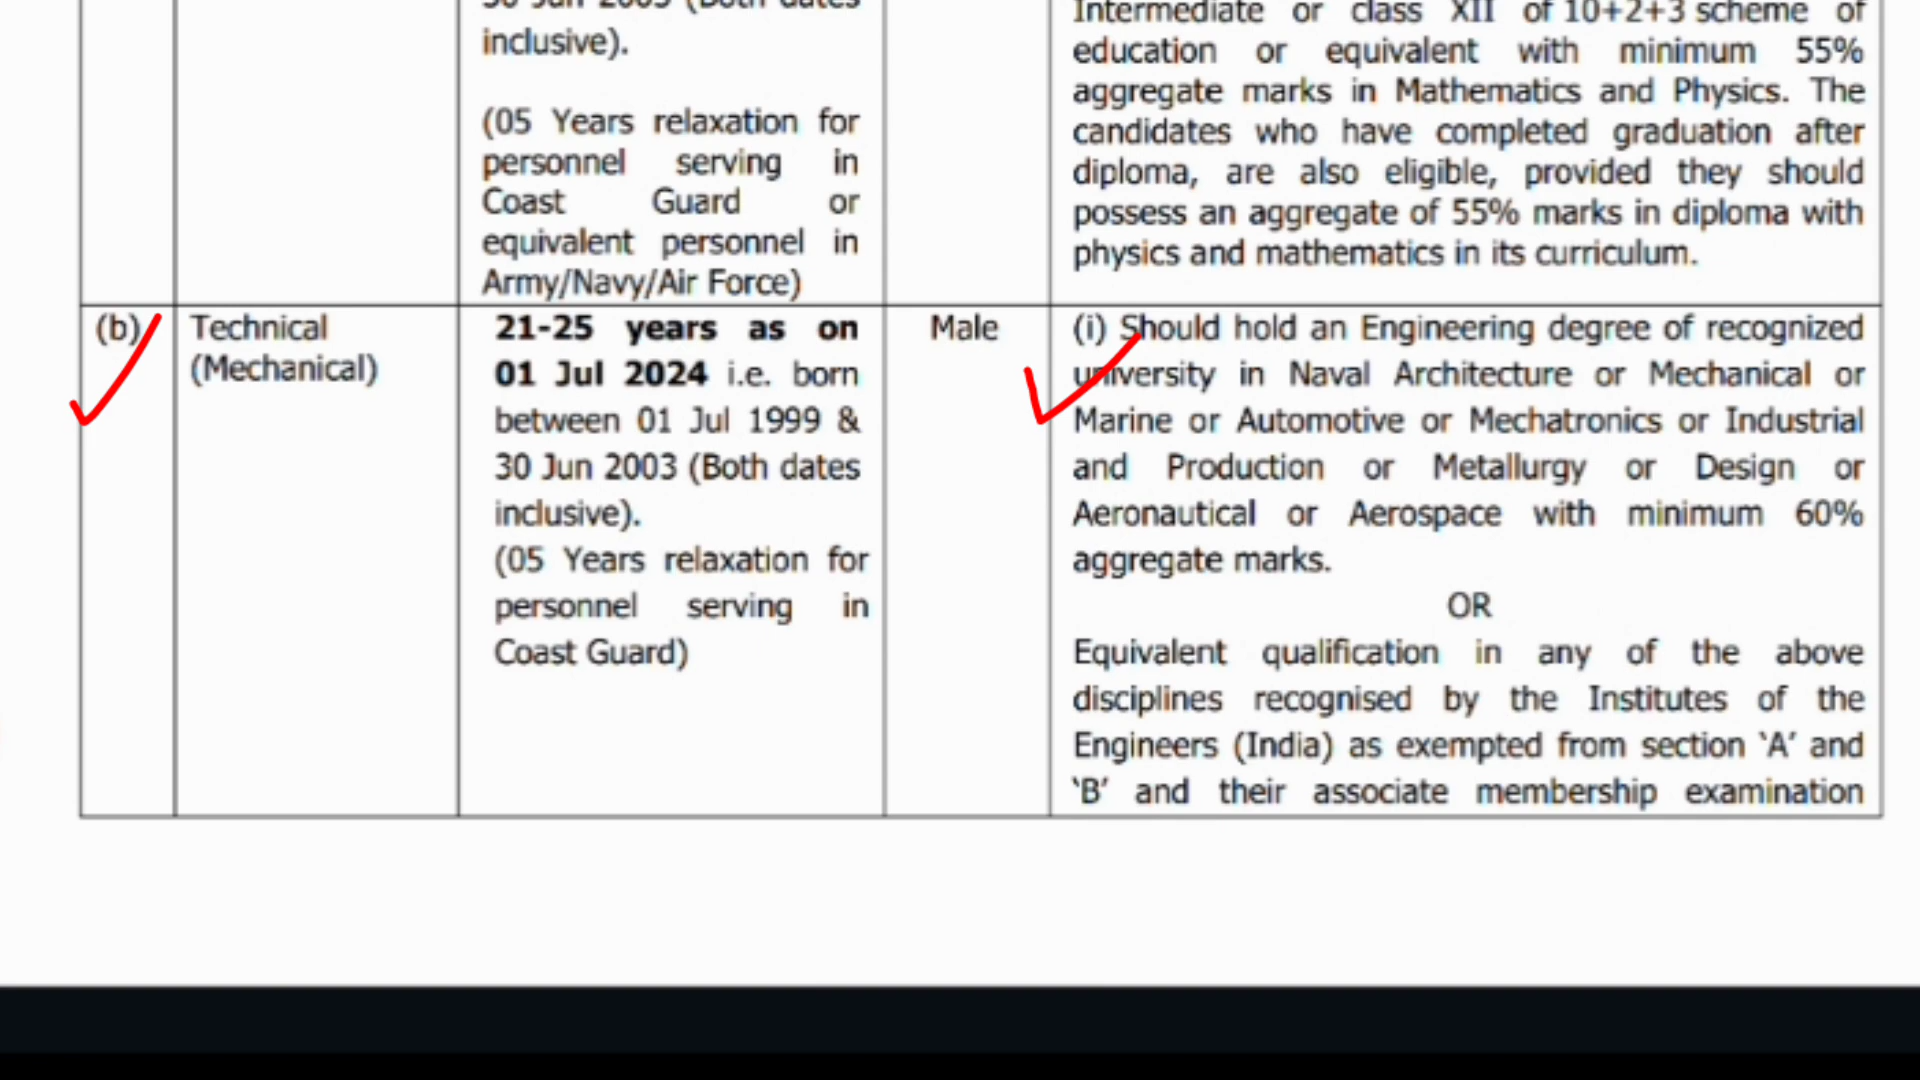 30 Jun 2003 (Both dates
inclusive).
(05 Years relaxation for
personnel serving in
Coast Guard or
equivalent personnel in
Army/Navy/Air Force)
Intermediate or class XII of 10+2+3 scheme of
education or equivalent with minimum 55%
aggregate marks in Mathematics and Physics. The
candidates who have completed graduation after
diploma, are also eligible, provided they should
possess an aggregate of 55% marks in diploma with
physics and mathematics in its curriculum.
(b)
Technical
(Mechanical)
21-25 years as on
01 Jul 2024 i.e. born
between 01 Jul 1999 &
30 Jun 2003 (Both dates
inclusive).
(05 Years relaxation for
personnel serving in
Coast Guard)
Male
(i) Should hold an Engineering degree of recognized
university in Naval Architecture or Mechanical or
Marine or Automotive or Mechatronics or Industrial
and Production or Metallurgy or Design or
Aeronautical or Aerospace with minimum 60%
aggregate marks.
OR
Equivalent qualification in any of the above
disciplines recognised by the Institutes of the
Engineers (India) as exempted from section ‘A’ and
‘B’ and their associate membership examination